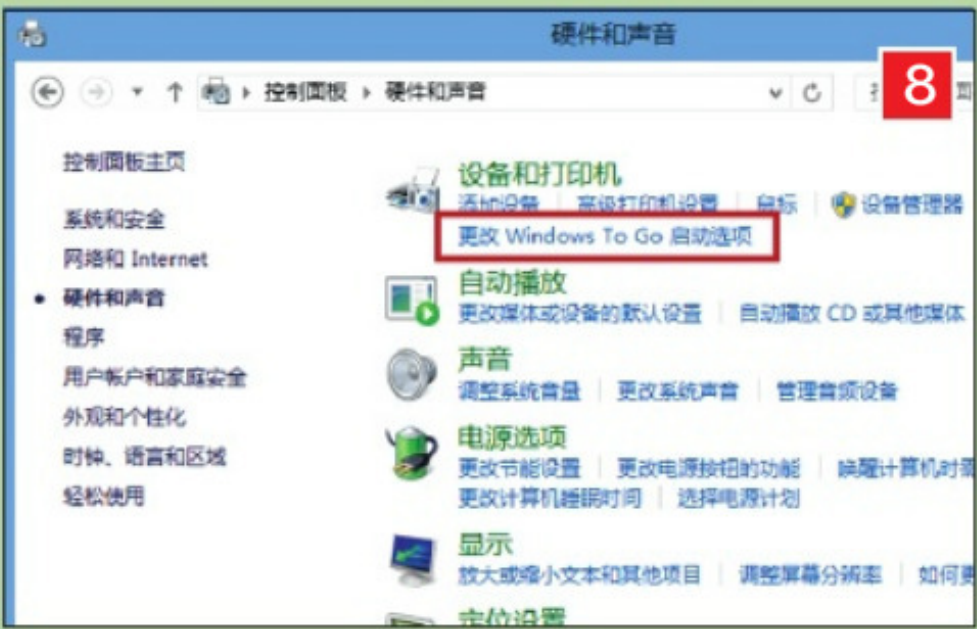 硬件和声音
8
控制面板 硬件和声音
控制面板主页
系统和安全
网络和 Internet
硬件和声音
程序
用户帐户和家庭安全
外观和个性化
时钟、语言和区域
轻松使用
设备和打印机
添加设备 高级打印机设置 鼠标 设备管理器
更改 Windows To Go 启动选项
自动播放
更改媒体或设备的默认设置 自动播放 CD 或其他媒体
声音
调整系统音量 更改系统声音 管理音频设备
电源选项
更改节能设置 更改电源按钮的功能 唤醒计算机时需
更改计算机睡眠时间 选择电源计划
显示
放大或缩小文本和其他项目 调整屏幕分辨率 如何更
定位设置